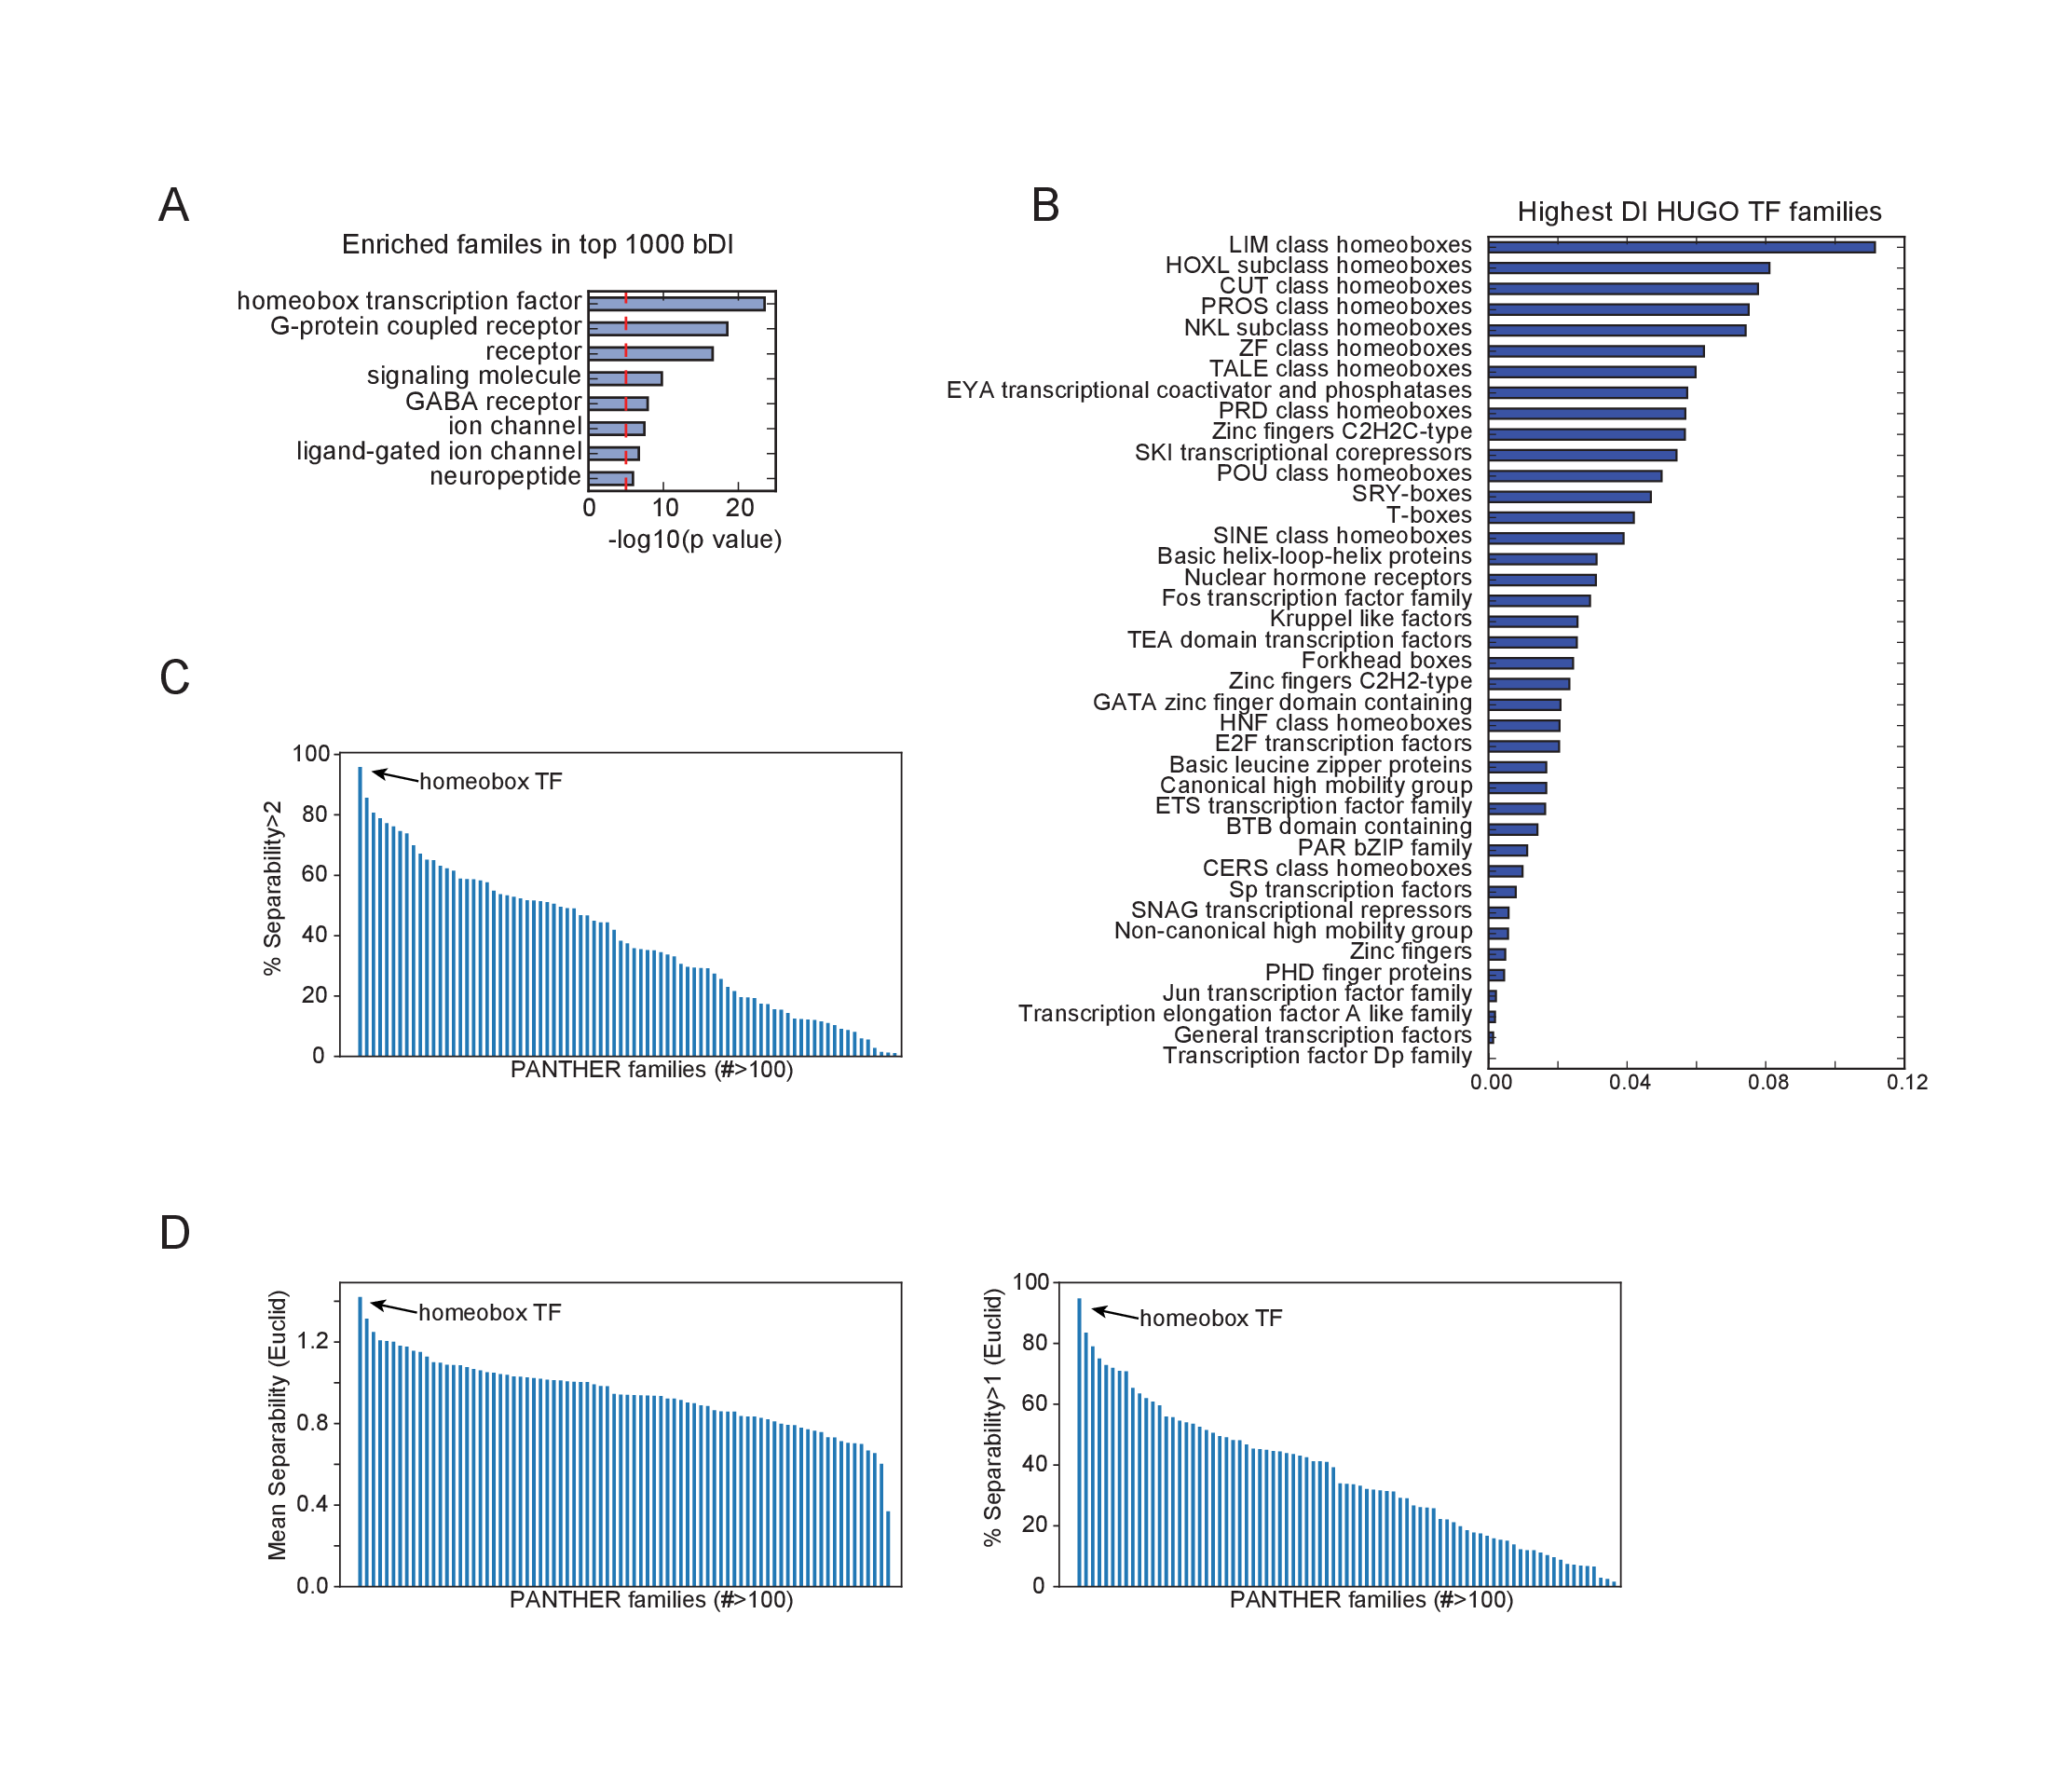 A
Enriched familes in top 1000 bDI
homeobox transcription factor
G-protein coupled receptor
receptor
signaling molecule
GABA receptor
ion channel
ligand-gated ion channel
neuropeptide
0 10 20
-log10(p value)
B
Highest DI HUGO TF families
LIM class homeoboxes
HOXL subclass homeoboxes
CUT class homeoboxes
PROS class homeoboxes
NKL subclass homeoboxes
ZF class homeoboxes
TALE class homeoboxes
EYA transcriptional coactivator and phosphatases
PRD class homeoboxes
Zinc fingers C2H2C-type
SKI transcriptional corepressors
POU class homeoboxes
SRY-boxes
T-boxes
SINE class homeoboxes
Basic helix-loop-helix proteins
Nuclear hormone receptors
Fos transcription factor family
Kruppel like factors
TEA domain transcription factors
Forkhead boxes
Zinc fingers C2H2-type
GATA zinc finger domain containing
HNF class homeoboxes
E2F transcription factors
Basic leucine zipper proteins
Canonical high mobility group
ETS transcription factor family
BTB domain containing
PAR bZIP family
CERS class homeoboxes
Sp transcription factors
SNAG transcriptional repressors
Non-canonical high mobility group
Zinc fingers
PHD finger proteins
Jun transcription factor family
Transcription elongation factor A like family
General transcription factors
Transcription factor Dp family
0.00 0.04 0.08 0.12
C
% Separability>2
100
80
60
40
20
0
homeobox TF
PANTHER families (#>100)
D
Mean Separability (Euclid)
1.2
0.8
0.4
0.0
homeobox TF
PANTHER families (#>100)
% Separability>1 (Euclid)
100
80
60
40
20
0
homeobox TF
PANTHER families (#>100)